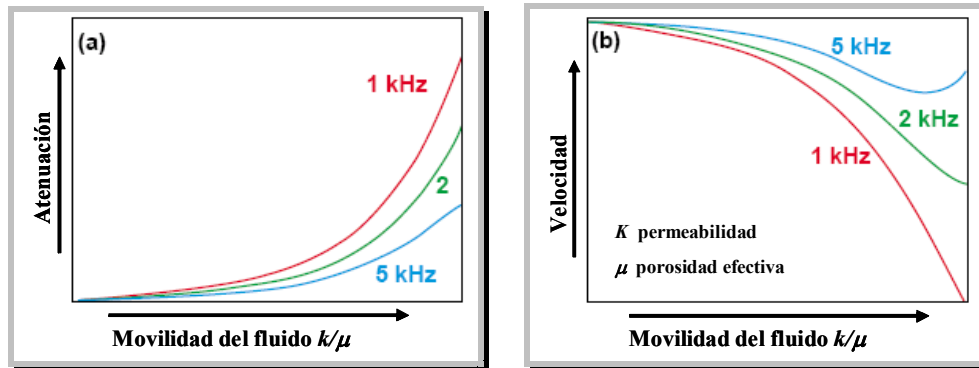 (a)
1 kHz
2
5 kHz
Atenuación
Movilidad del fluido k/μ
(b)
5 kHz
2 kHz
1 kHz
Velocidad
K permeabilidad
μ porosidad efectiva
Movilidad del fluido k/μ